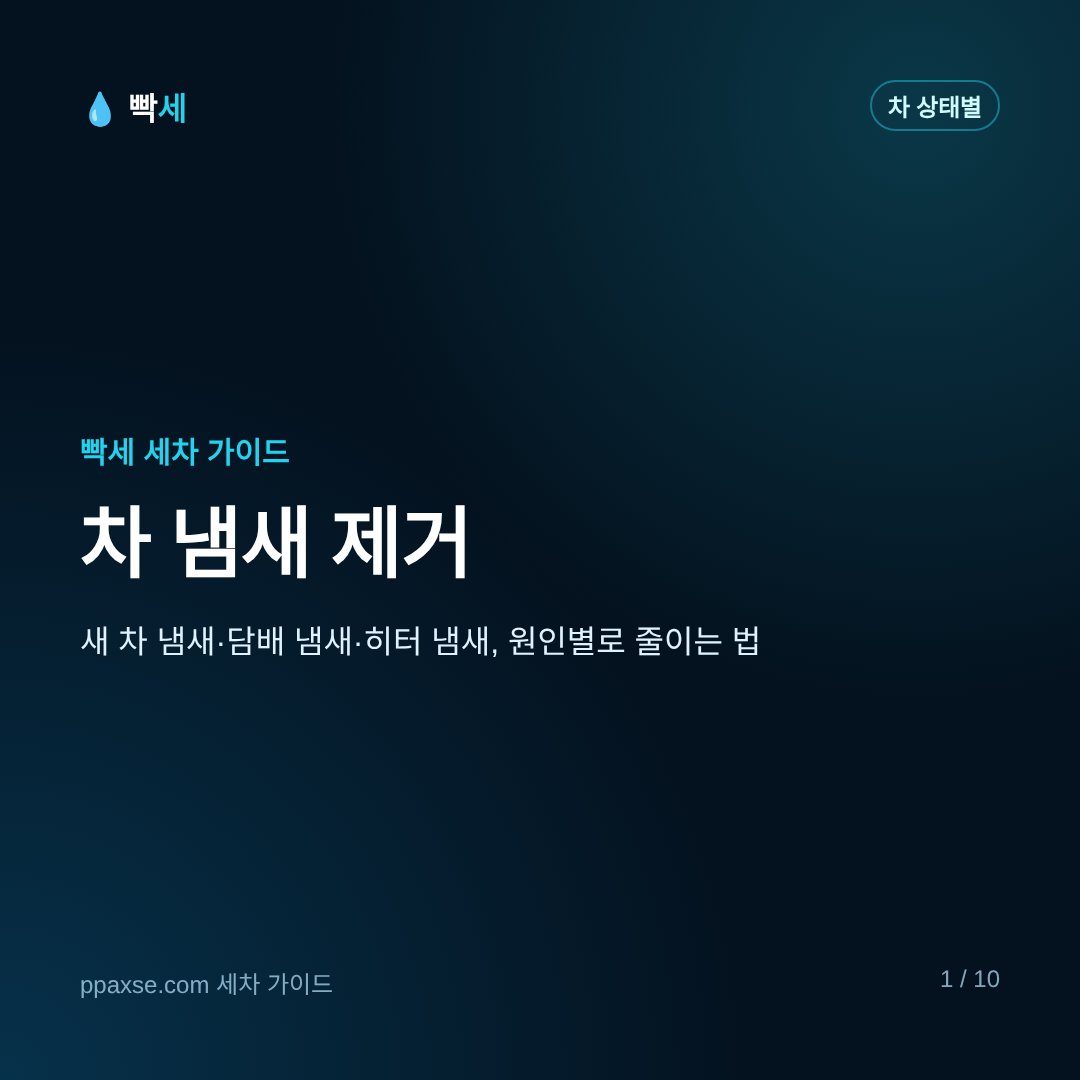 빡세
차 상태별
빡세 세차 가이드
차 냄새 제거
새 차 냄새·담배 냄새·히터 냄새, 원인별로 줄이는 법
ppaxse.com 세차 가이드
1 / 10